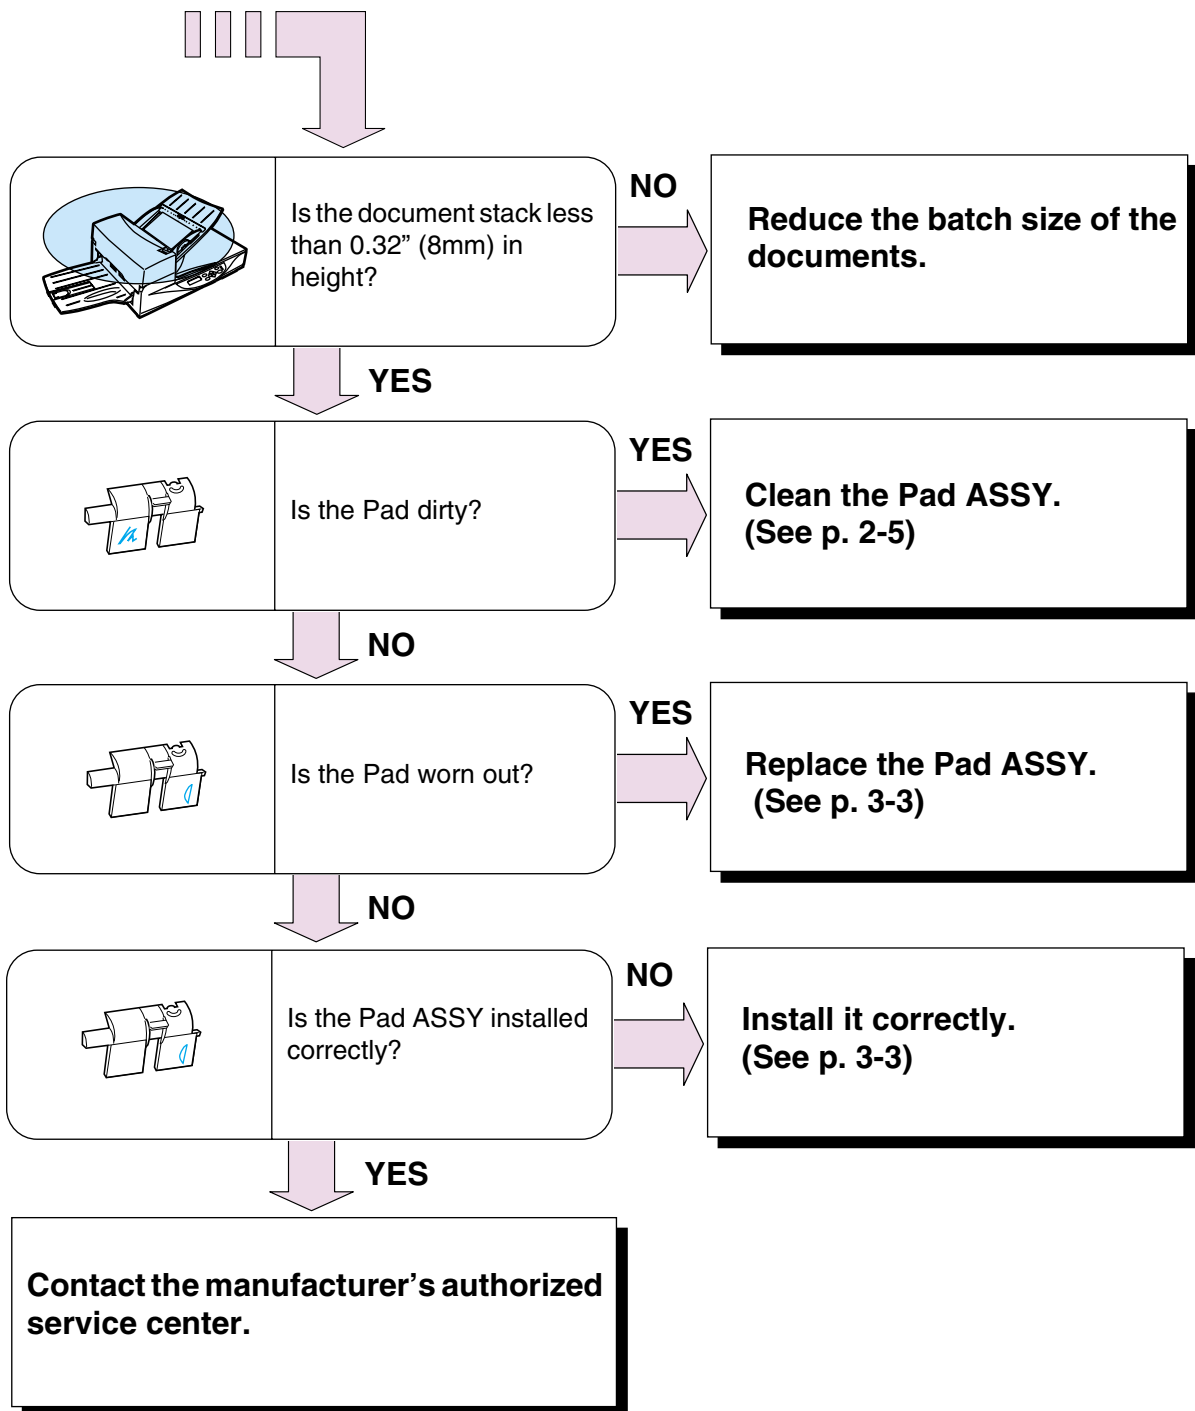 Is the document stack less
than 0.32” (8mm) in
height?
NO
Reduce the batch size of the
documents.
YES
Is the Pad dirty?
YES
Clean the Pad ASSY.
(See p. 2-5)
NO
Is the Pad worn out?
YES
Replace the Pad ASSY.
(See p. 3-3)
NO
Is the Pad ASSY installed
correctly?
NO
Install it correctly.
(See p. 3-3)
YES
Contact the manufacturer’s authorized
service center.